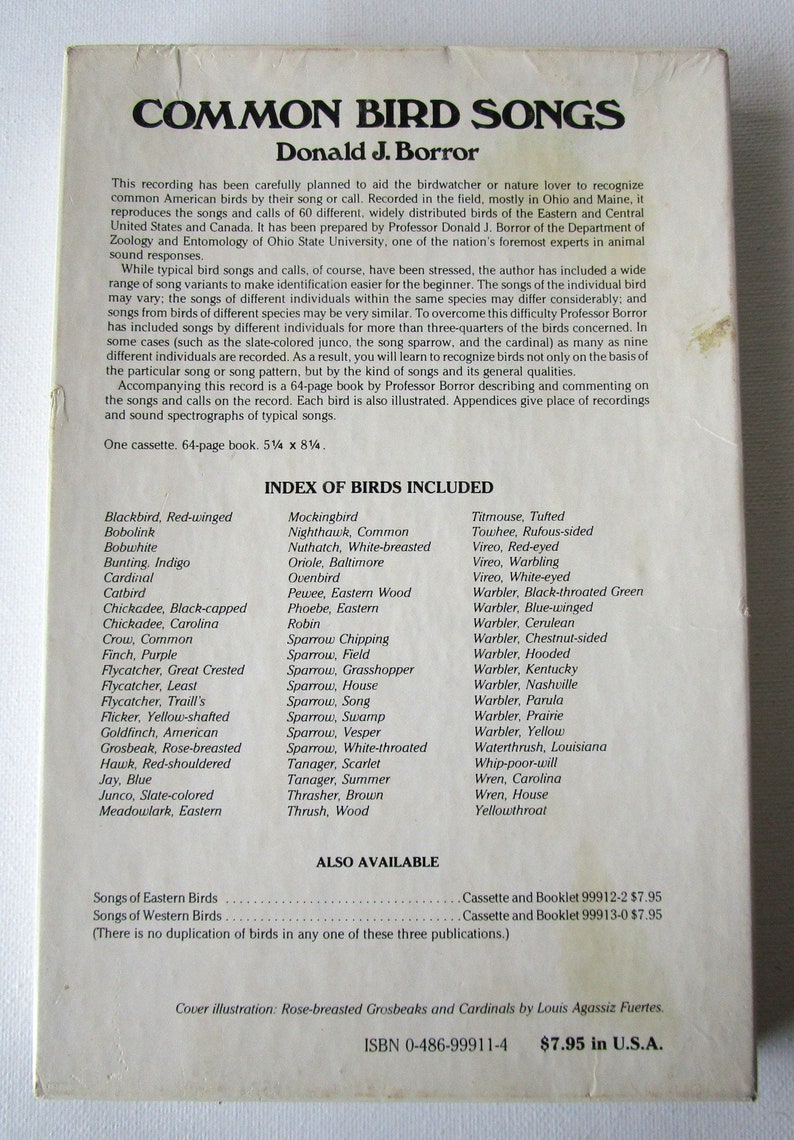 COMMON BIRD SONGS
Donald J. Borror
This recording has been carefully planned to aid the birdwatcher or nature lover to recognize
common American birds by their song or call. Recorded in the field, mostly in Ohio and Maine, it
reproduces the songs and calls of 60 different, widely distributed birds of the Eastern and Central
United States and Canada. It has been prepared by Professor Donald J. Borror of the Department of
Zoology and Entomology of Ohio State University, one of the nation's foremost experts in animal
sound responses.
While typical bird songs and calls, of course, have been stressed, the author has included a wide
range of song variants to make identification easier for the beginner. The songs of the individual bird
may vary; the songs of different individuals within the same species may differ considerably; and
songs from birds of different species may be very similar. To overcome this difficulty Professor Borror
has included songs by different individuals for more than three-quarters of the birds concerned. In
some cases (such as the slate-colored junco, the song sparrow, and the cardinal) as many as nine
different individuals are recorded. As a result, you will learn to recognize birds not only on the basis of
the particular song or song pattern, but by the kind of songs and its general qualities.
Accompanying this record is a 64-page book by Professor Borror describing and commenting on
the songs and calls on the record. Each bird is also illustrated. Appendices give place of recordings
and sound spectrographs of typical songs.
One cassette. 64-page book. 5¼ x 8¼.
INDEX OF BIRDS INCLUDED
Blackbird, Red-winged
Bobolink
Bobwhite
Bunting, Indigo
Cardinal
Catbird
Chickadee, Black-capped
Chickadee, Carolina
Crow, Common
Finch, Purple
Flycatcher, Great Crested
Flycatcher, Least
Flycatcher, Traill's
Flicker, Yellow-shafted
Goldfinch, American
Grosbeak, Rose-breasted
Hawk, Red-shouldered
Jay, Blue
Junco, Slate-colored
Meadowlark, Eastern
Mockingbird
Nighthawk, Common
Nuthatch, White-breasted
Oriole, Baltimore
Ovenbird
Pewee, Eastern Wood
Phoebe, Eastern
Robin
Sparrow Chipping
Sparrow, Field
Sparrow, Grasshopper
Sparrow, House
Sparrow, Song
Sparrow, Swamp
Sparrow, Vesper
Sparrow, White-throated
Tanager, Scarlet
Tanager, Summer
Thrasher, Brown
Thrush, Wood
Titmouse, Tufted
Towhee, Rufous-sided
Vireo, Red-eyed
Vireo, Warbling
Vireo, White-eyed
Warbler, Black-throated Green
Warbler, Blue-winged
Warbler, Cerulean
Warbler, Chestnut-sided
Warbler, Hooded
Warbler, Kentucky
Warbler, Nashville
Warbler, Parula
Warbler, Prairie
Warbler, Yellow
Waterthrush, Louisiana
Whip-poor-will
Wren, Carolina
Wren, House
Yellowthroat
ALSO AVAILABLE
Songs of Eastern Birds ................................. Cassette and Booklet 99912-2 $7.95
Songs of Western Birds ................................. Cassette and Booklet 99913-0 $7.95
(There is no duplication of birds in any one of these three publications.)
Cover illustration: Rose-breasted Grosbeaks and Cardinals by Louis Agassiz Fuertes.
ISBN 0-486-99911-4 $7.95 in U.S.A.